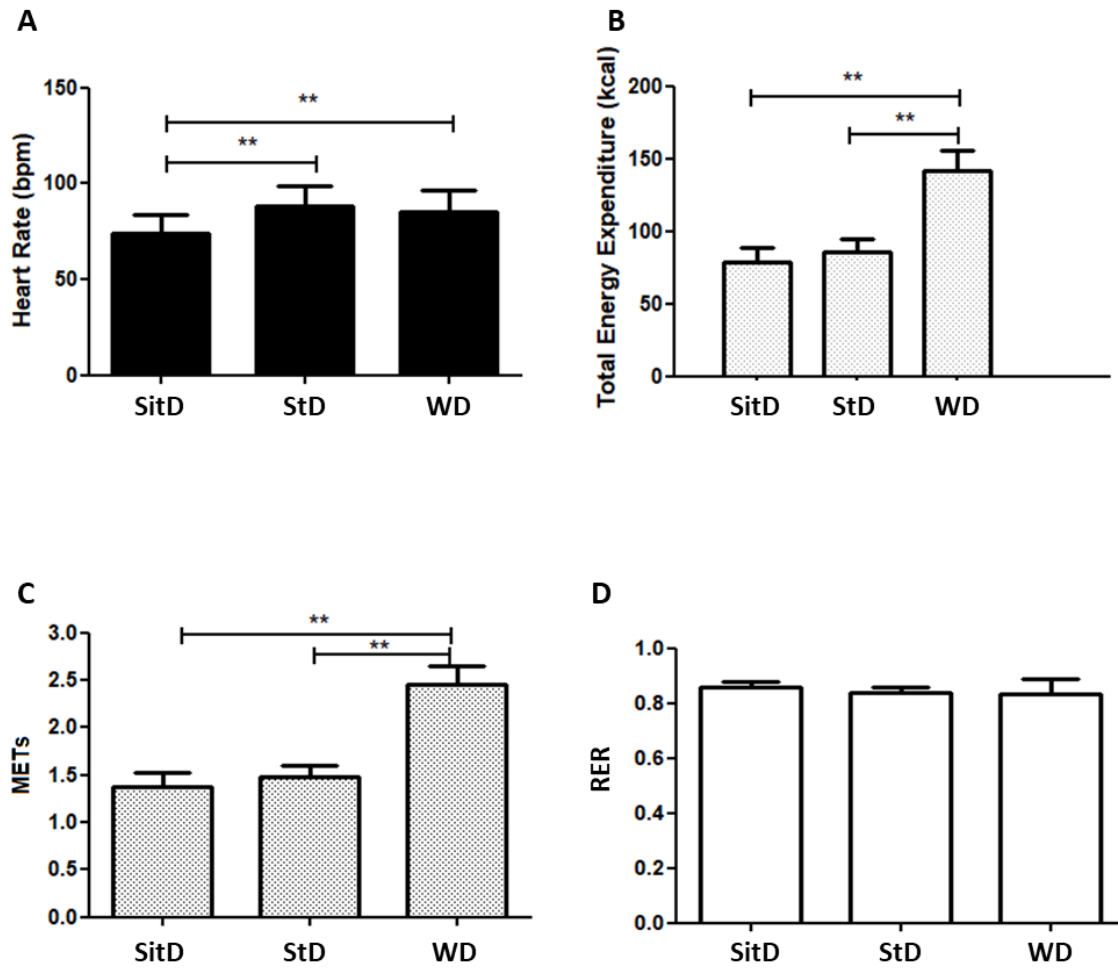 A
Heart Rate (bpm)
150
100
50
0
**
**
SitD StD WD
B
Total Energy Expenditure (kcal)
200
150
100
50
0
**
**
SitD StD WD
C
METs
3.0
2.5
2.0
1.5
1.0
0.5
0.0
**
**
SitD StD WD
D
RER
1.0
0.8
0.6
0.4
0.2
0.0
SitD StD WD